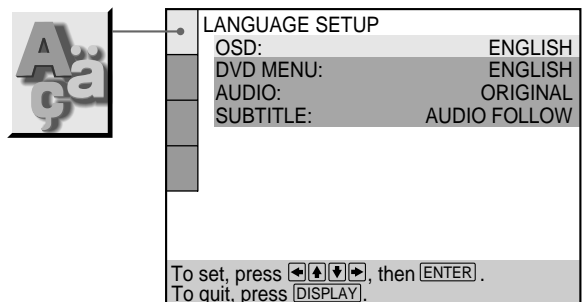 Aäç
LANGUAGE SETUP
OSD: ENGLISH
DVD MENU: ENGLISH
AUDIO: ORIGINAL
SUBTITLE: AUDIO FOLLOW
To set, press ←↑↓→, then ENTER.
To quit, press DISPLAY.